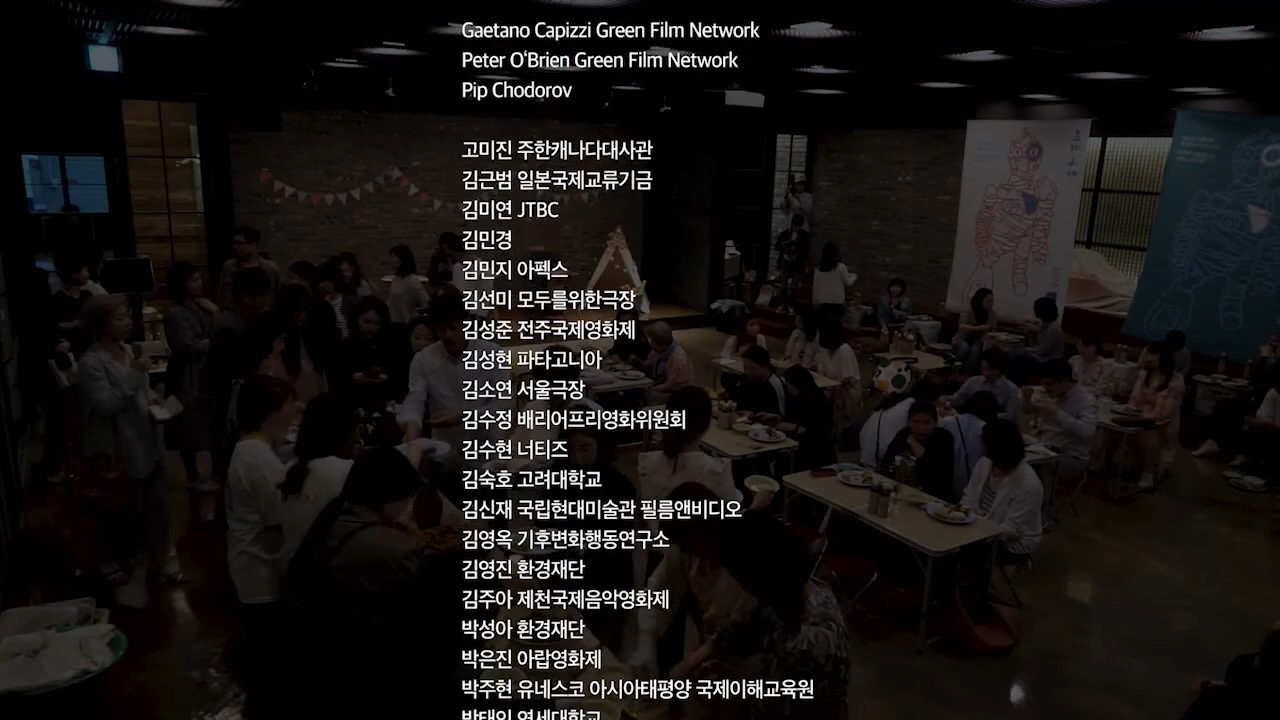 Gaetano Capizzi Green Film Network
Peter O‘Brien Green Film Network
Pip Chodorov
고미진 주한캐나다대사관
김근범 일본국제교류기금
김미연 JTBC
김민경
김민지 아펙스
김선미 모두를위한극장
김성준 전주국제영화제
김성현 파타고니아
김소연 서울극장
김수정 배리어프리영화위원회
김수현 너티즈
김숙호 고려대학교
김신재 국립현대미술관 필름앤비디오
김영옥 기후변화행동연구소
김영진 환경재단
김주아 제천국제음악영화제
박성아 환경재단
박은진 아랍영화제
박주현 유네스코 아시아태평양 국제이해교육원
박태인 연세대학교